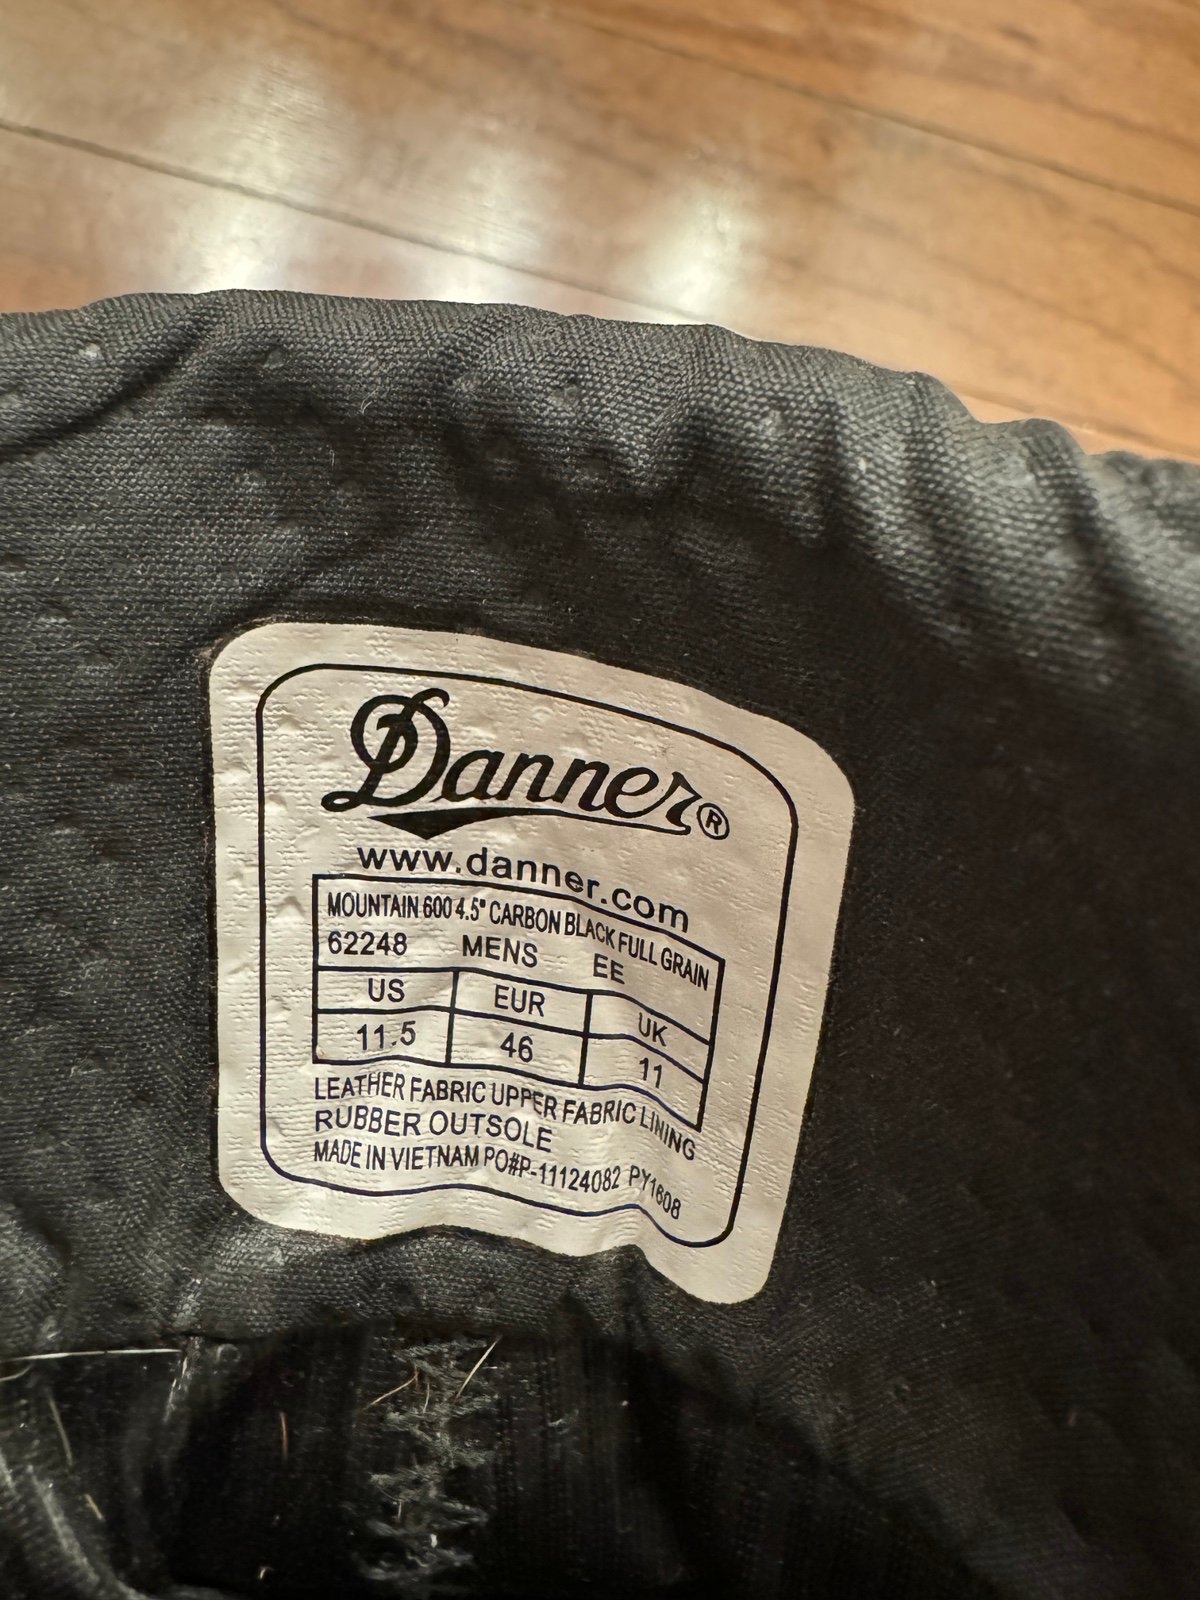 Danner®
www.danner.com
MOUNTAIN 600 4.5" CARBON BLACK FULL GRAIN
62248 MENS EE
US EUR UK
11.5 46 11
LEATHER FABRIC UPPER FABRIC LINING
RUBBER OUTSOLE
MADE IN VIETNAM PO#P-11124082 PY1608